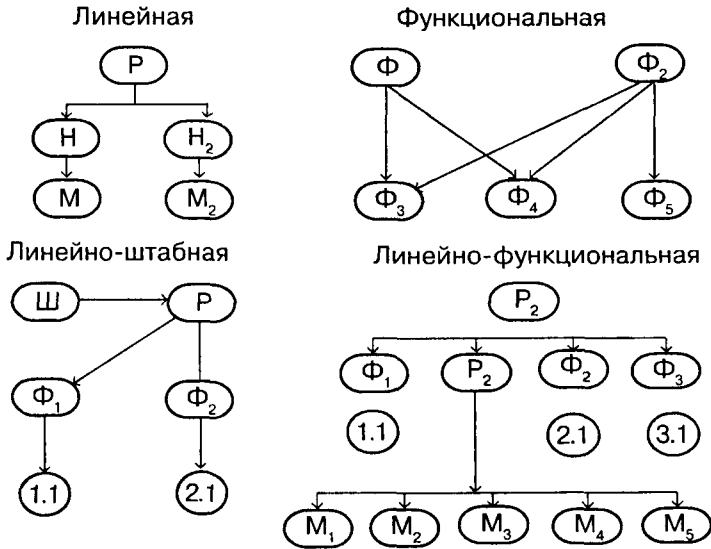 Линейная
Функциональная
Р
Н
Н₂
М
М₂
Ф
Ф₂
Ф₃
Ф₄
Ф₅
Линейно-штабная
Линейно-функциональная
Ш
Р
Ф₁
Ф₂
1.1
2.1
Р₂
Ф₁
Р₂
Ф₂
Ф₃
1.1
2.1
3.1
М₁
М₂
М₃
М₄
М₅